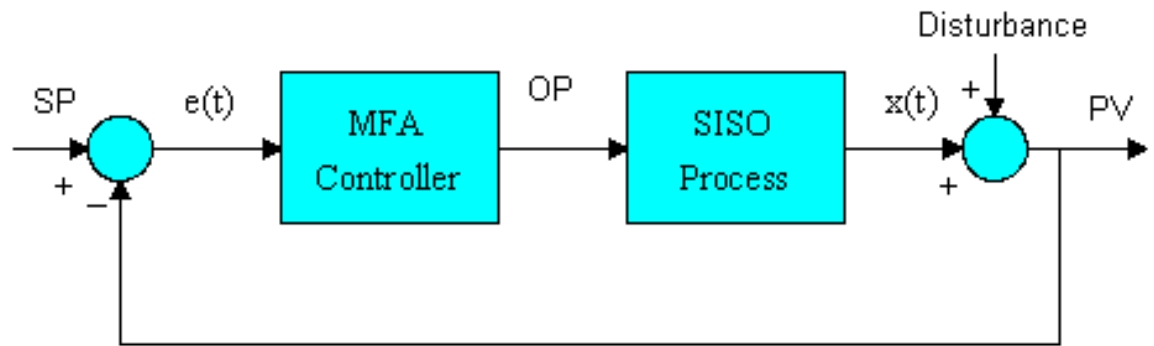 Disturbance
SP
e(t)
MFA
Controller
OP
SISO
Process
x(t)
+
PV
+
−
+